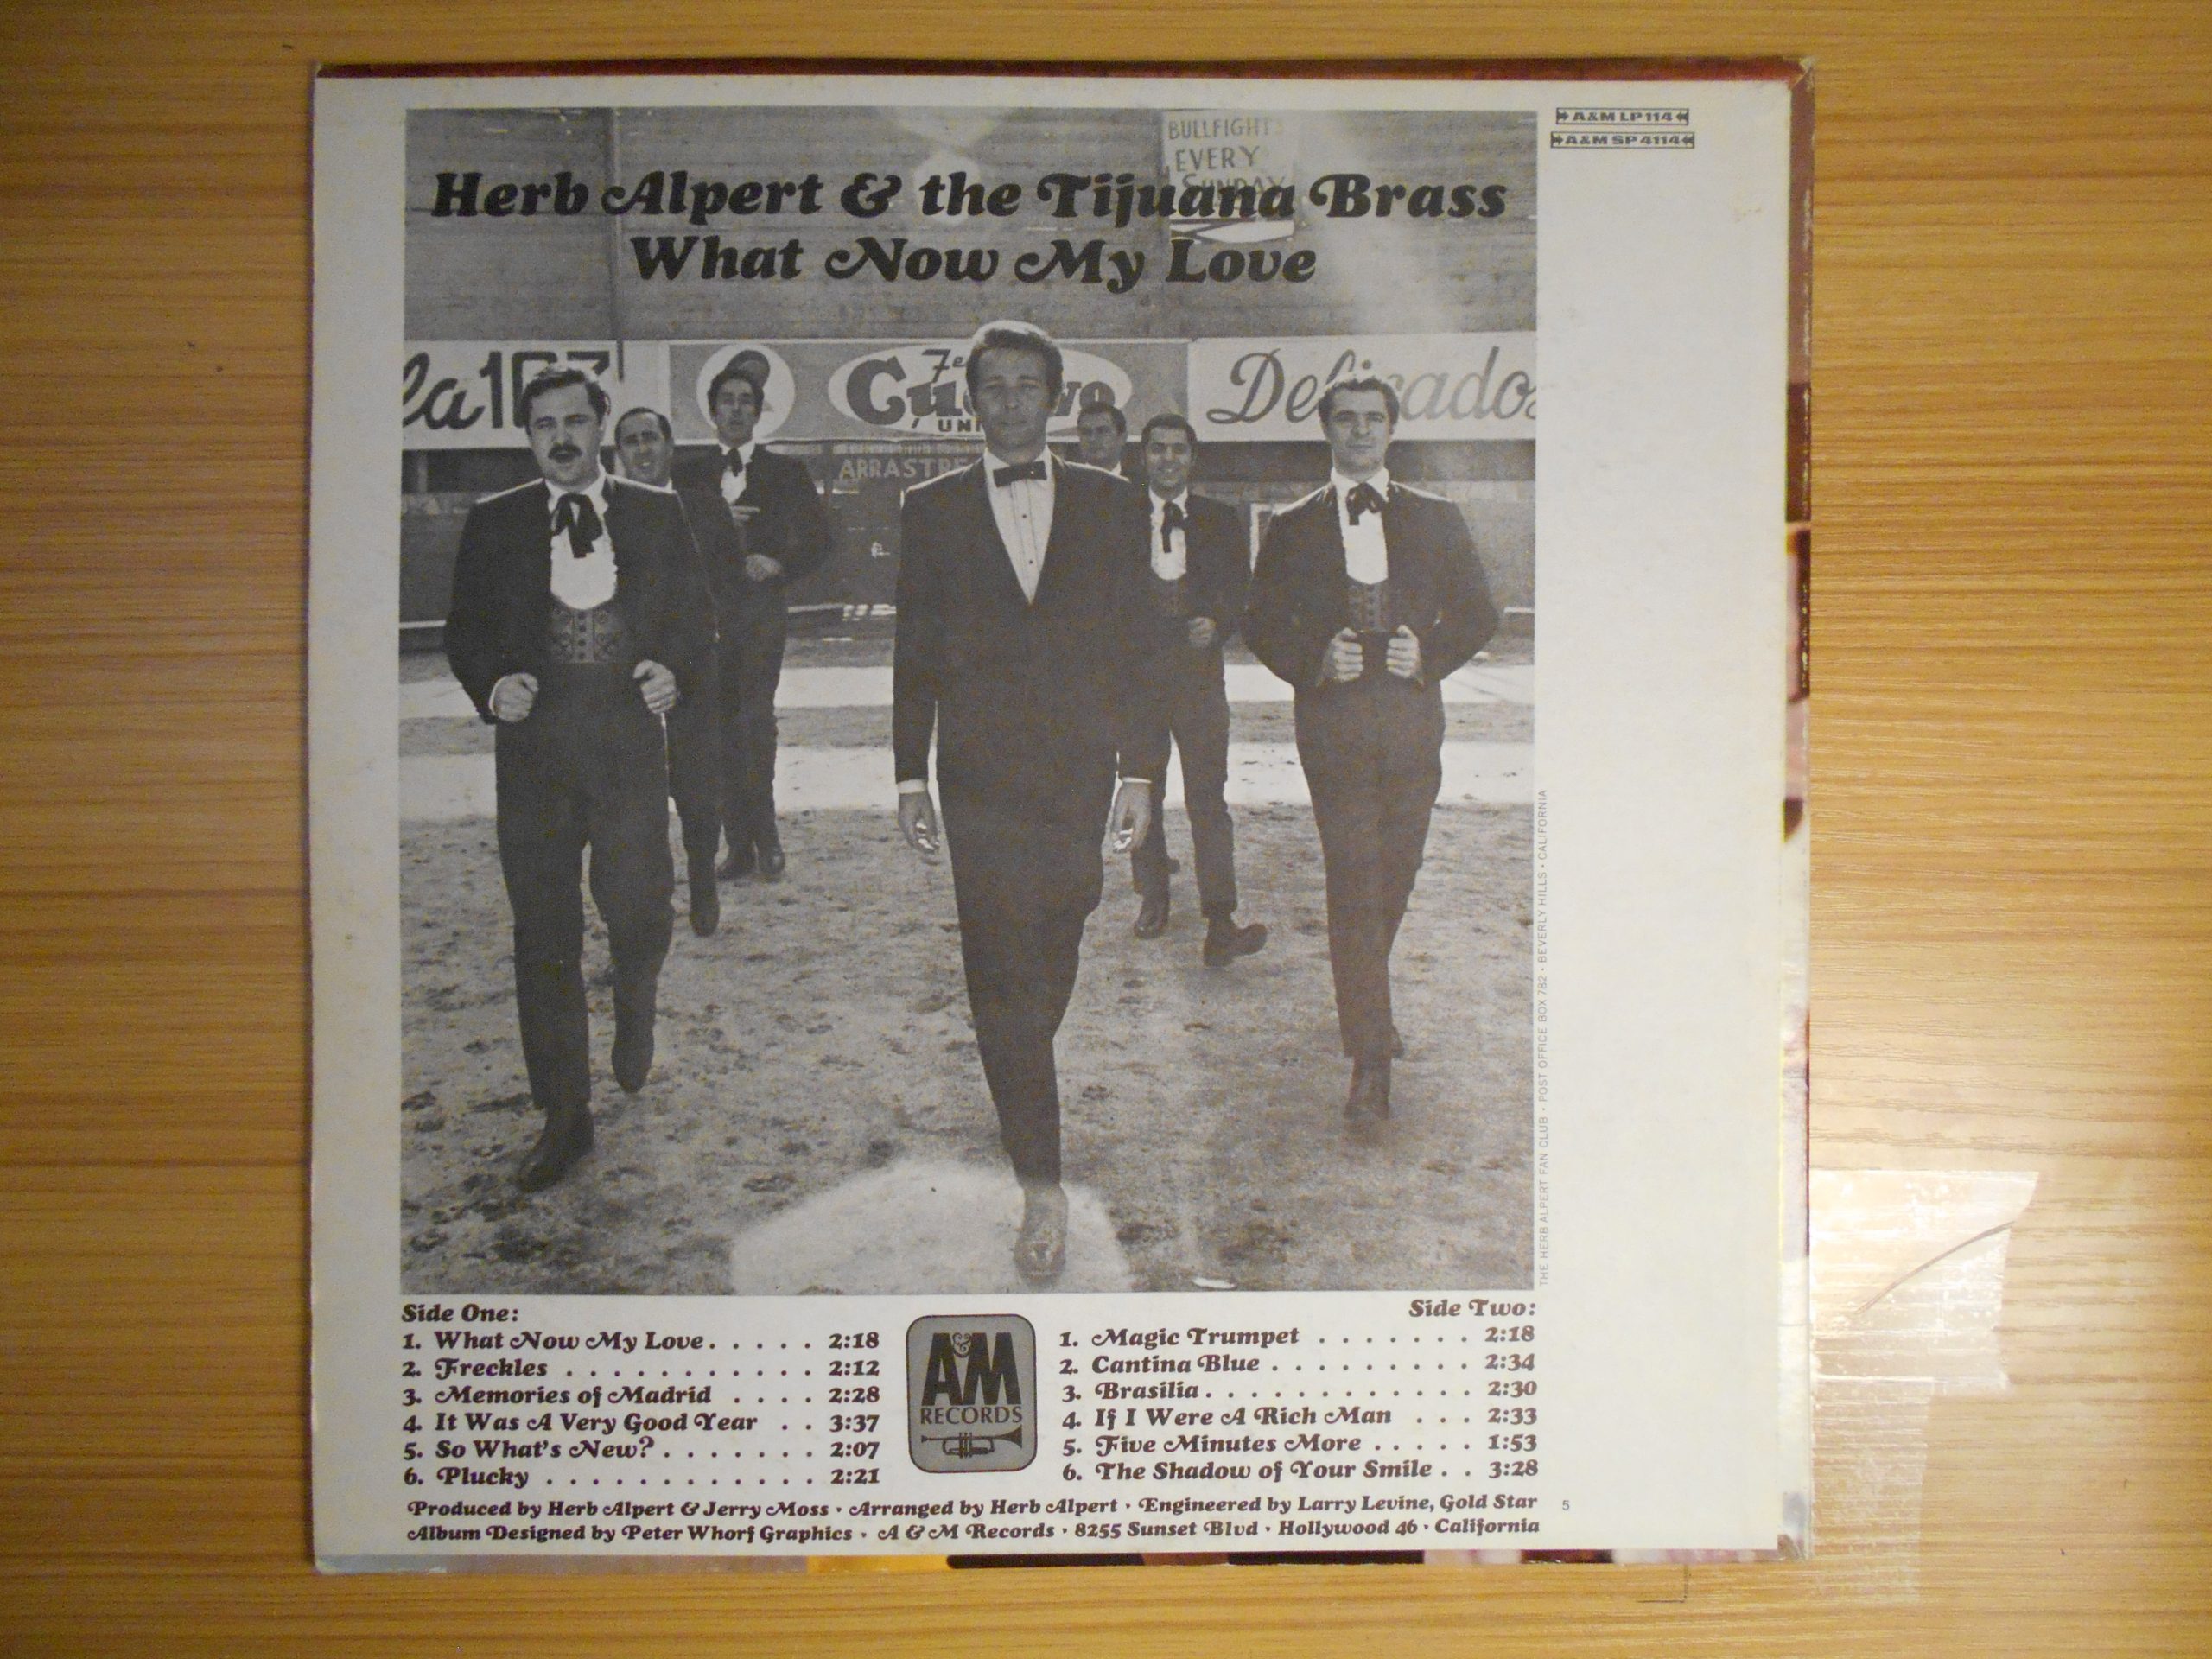 A&M LP 114
A&M SP 4114
BULLFIGHTS
EVERY
SUNDAY
Herb Alpert & the Tijuana Brass
What Now My Love
la 103
Delicados
UNI
THE HERB ALPERT FAN CLUB · POST OFFICE BOX 782 · BEVERLY HILLS · CALIFORNIA
Side One:
1. What Now My Love. . . . . 2:18
2. Freckles . . . . . . . . . . . 2:12
3. Memories of Madrid . . . . 2:28
4. It Was A Very Good Year . . 3:37
5. So What's New? . . . . . . . 2:07
6. Plucky . . . . . . . . . . . . 2:21
A&M
RECORDS
Side Two:
1. Magic Trumpet . . . . . . . 2:18
2. Cantina Blue . . . . . . . . . 2:34
3. Brasilia . . . . . . . . . . . . 2:30
4. If I Were A Rich Man . . . 2:33
5. Five Minutes More . . . . . 1:53
6. The Shadow of Your Smile . . 3:28
Produced by Herb Alpert & Jerry Moss · Arranged by Herb Alpert · Engineered by Larry Levine, Gold Star
5
Album Designed by Peter Whorf Graphics · A & M Records · 8255 Sunset Blvd · Hollywood 46 · California